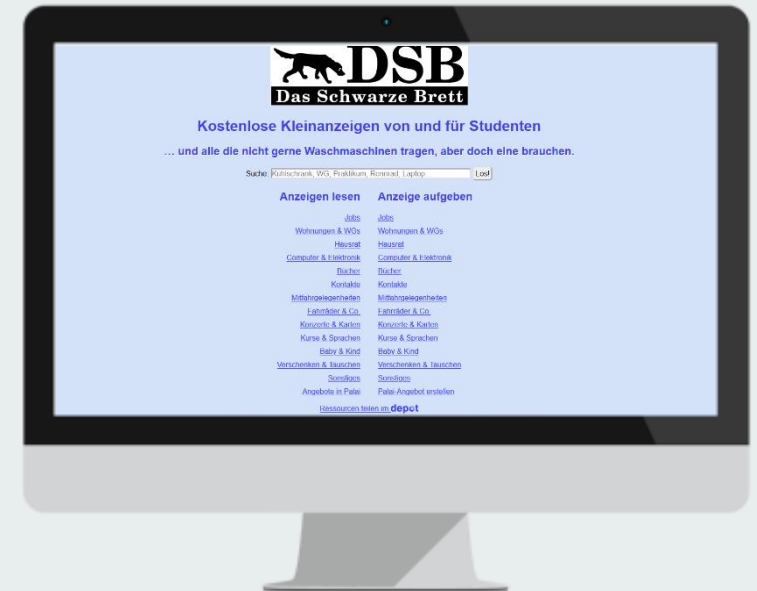 DSB
Das Schwarze Brett
Kostenlose Kleinanzeigen von und für Studenten
... und alle die nicht gerne Waschmaschinen tragen, aber doch eine brauchen.
Suche: Kühlschrank, WG, Praktikum, Rennrad, Laptop Los!
Anzeigen lesen Anzeige aufgeben
Jobs Jobs
Wohnungen & WGs Wohnungen & WGs
Hausrat Hausrat
Computer & Elektronik Computer & Elektronik
Bücher Bücher
Kontakte Kontakte
Mitfahrgelegenheiten Mitfahrgelegenheiten
Fahrräder & Co. Fahrräder & Co.
Konzerte & Karten Konzerte & Karten
Kurse & Sprachen Kurse & Sprachen
Baby & Kind Baby & Kind
Verschenken & Tauschen Verschenken & Tauschen
Sonstiges Sonstiges
Angebote in Palai Palai-Angebot erstellen
Ressourcen teilen im depot